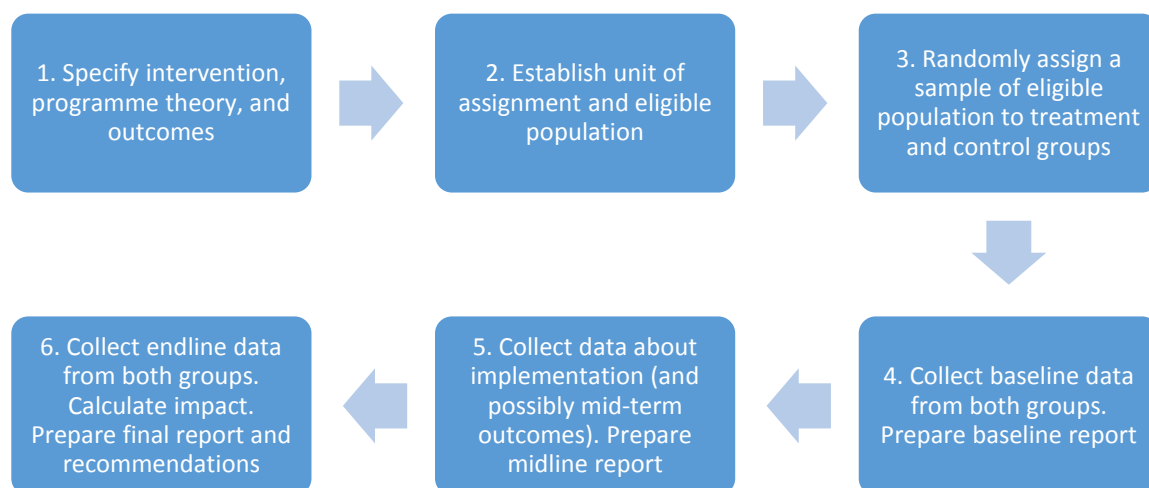 1. Specify intervention,
programme theory, and
outcomes
2. Establish unit of
assignment and eligible
population
3. Randomly assign a
sample of eligible
population to treatment
and control groups
4. Collect baseline data
from both groups.
Prepare baseline report
5. Collect data about
implementation (and
possibly mid-term
outcomes). Prepare
midline report
6. Collect endline data
from both groups.
Calculate impact.
Prepare final report and
recommendations